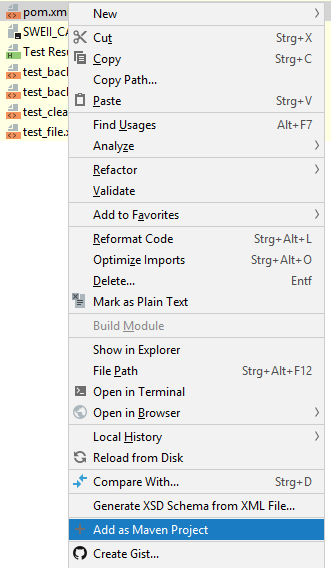 pom.xm
New
SWEII_CA
Cut Strg+X
Test Resu
Copy Strg+C
test_back
Copy Path...
test_back
Paste Strg+V
test_clea
Find Usages Alt+F7
test_file.x
Analyze
Refactor
Validate
Add to Favorites
Reformat Code Strg+Alt+L
Optimize Imports Strg+Alt+O
Delete... Entf
Mark as Plain Text
Build Module
Show in Explorer
File Path Strg+Alt+F12
Open in Terminal
Open in Browser
Local History
Reload from Disk
Compare With... Strg+D
Generate XSD Schema from XML File...
Add as Maven Project
Create Gist...